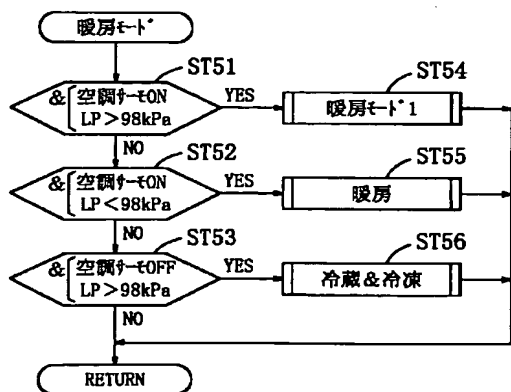 暖房ﾓｰﾄﾞ
ST51
& 空調ｻｰﾓON
LP＞98kPa
YES
ST54
暖房ﾓｰﾄﾞ1
NO
ST52
& 空調ｻｰﾓON
LP＜98kPa
YES
ST55
暖房
NO
ST53
& 空調ｻｰﾓOFF
LP＞98kPa
YES
ST56
冷蔵&冷凍
NO
RETURN